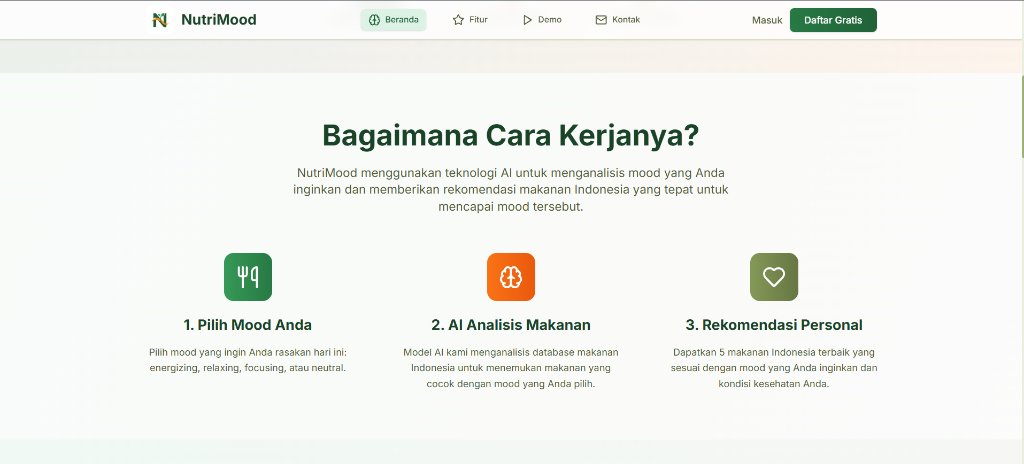 NutriMood
Beranda
Fitur
Demo
Kontak
Masuk
Daftar Gratis
Bagaimana Cara Kerjanya?
NutriMood menggunakan teknologi AI untuk menganalisis mood yang Anda
inginkan dan memberikan rekomendasi makanan Indonesia yang tepat untuk
mencapai mood tersebut.
1. Pilih Mood Anda
Pilih mood yang ingin Anda rasakan hari ini:
energizing, relaxing, focusing, atau neutral.
2. AI Analisis Makanan
Model AI kami menganalisis database makanan
Indonesia untuk menemukan makanan yang
cocok dengan mood yang Anda pilih.
3. Rekomendasi Personal
Dapatkan 5 makanan Indonesia terbaik yang
sesuai dengan mood yang Anda inginkan dan
kondisi kesehatan Anda.